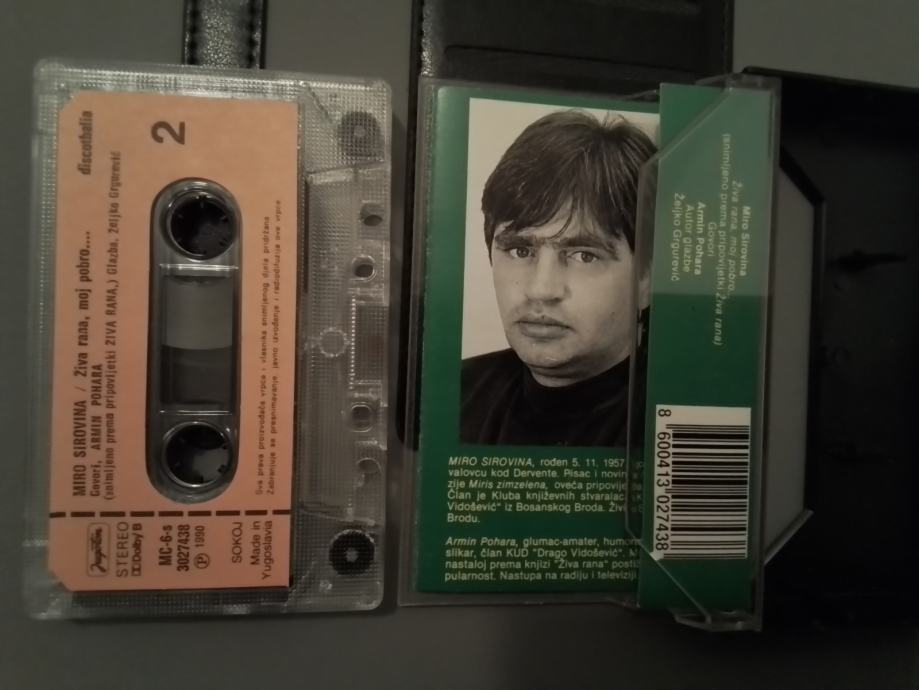 MIRO SIROVINA / Živa rana, moj pobro.... discothelia
Govori, ARMIN POHARA
(snimljeno prema pripovijetki ŽIVA RANA,) Glazba, Željko Grgurević
2
Sva prava proizvođača vrpce i vlasnika snimljenog djela pridržana
Zabranjuje se presnimavanje, javno izvođenje i radiodifuzija ove vrpce
Jugoton
STEREO
Dolby B
MC-6-S
3027438
Ⓟ 1990
SOKOJ
Made in
Yugoslavia
MIRO SIROVINA, rođen 5. 11. 1957
valovcu kod Dervente. Pisac i novin
zije Miris zimzelena, oveća pripovije
Član je Kluba književnih stvaralac
Vidošević" iz Bosanskog Broda. Živi
Brodu.
Armin Pohara, glumac-amater, humor
slikar, član KUD "Drago Vidošević".
nastaloj prema knjizi "Živa rana" posti
pularnost. Nastupa na radiju i televiziji
Miro Sirovina
Živa rana, moj pobro..
(snimljeno prema pripovijetki Živa rana)
Govori
Armin Pohara
Autor glazbe
Željko Grgurević
8 600413 027438